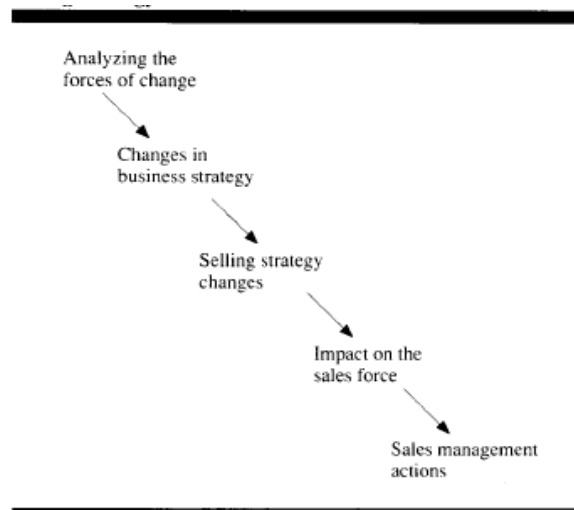 Analyzing the
forces of change
Changes in
business strategy
Selling strategy
changes
Impact on the
sales force
Sales management
actions